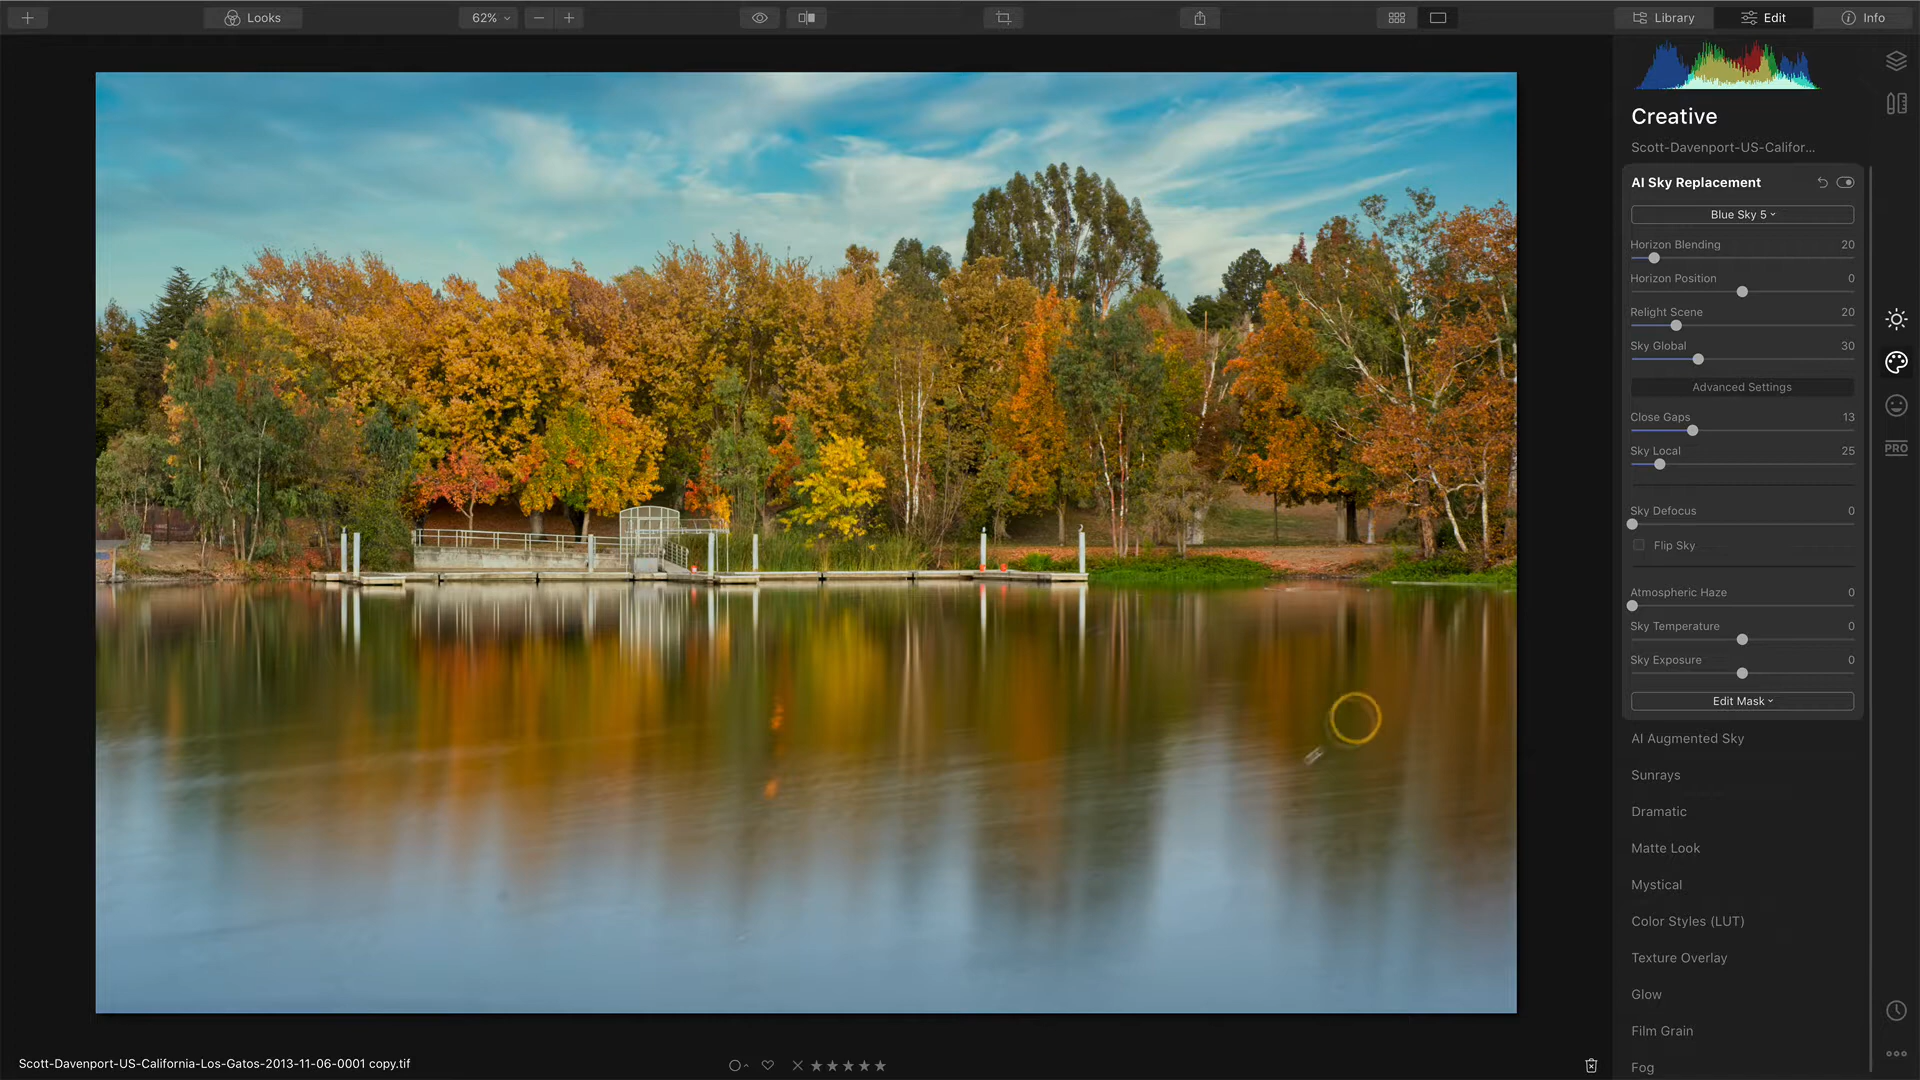 Looks
62%
Library
Edit
Info
Creative
Scott-Davenport-US-Califor...
AI Sky Replacement
Blue Sky 5
Horizon Blending 20
Horizon Position 0
Relight Scene 20
Sky Global 30
Advanced Settings
Close Gaps 13
Sky Local 25
PRO
Sky Defocus 0
Flip Sky
Atmospheric Haze 0
Sky Temperature 0
Sky Exposure 0
Edit Mask
AI Augmented Sky
Sunrays
Dramatic
Matte Look
Mystical
Color Styles (LUT)
Texture Overlay
Glow
Film Grain
Fog
Scott-Davenport-US-California-Los-Gatos-2013-11-06-0001 copy.tif